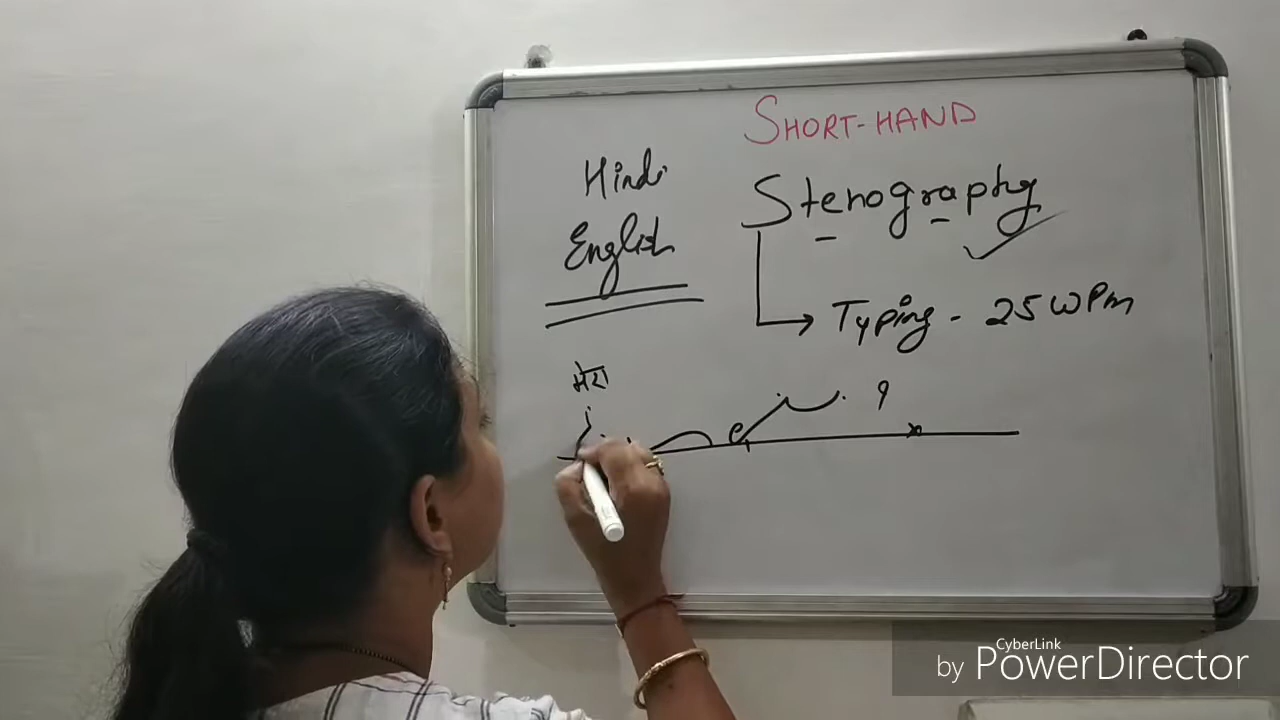 SHORT-HAND
Hindi
Stenography
English
Typing - 25 WPM
मेरा
CyberLink
by PowerDirector